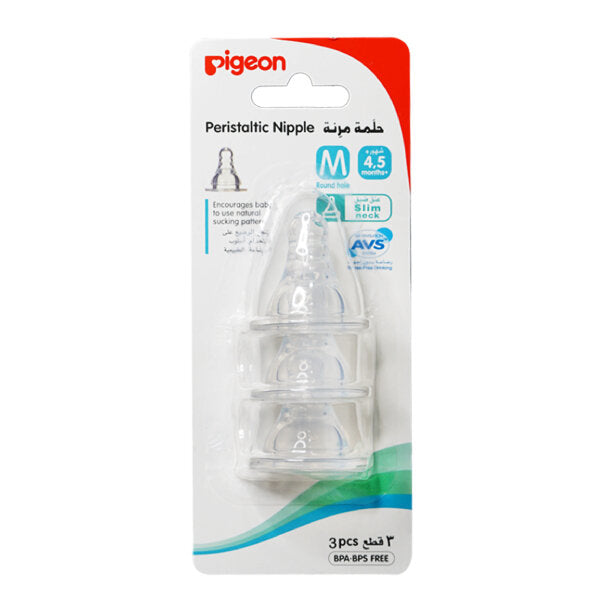 pigeon
Peristaltic Nipple حلمة مرنة
M
Round hole
شهور
4,5
months+
Slim
neck
Encourages baby
to use natural
sucking pattern
AVS
3pcs ٣ قطع
BPA·BPS FREE